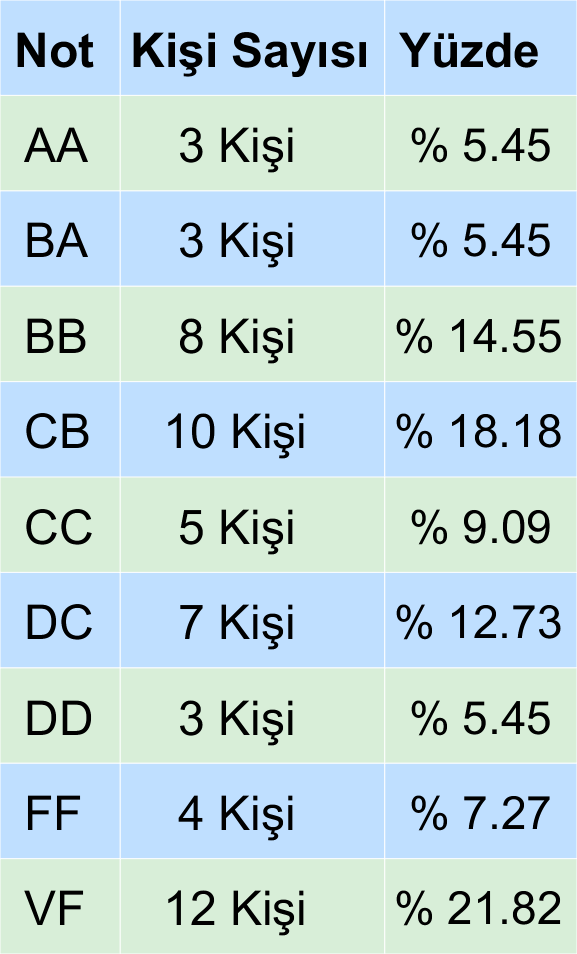 Not Kişi Sayısı Yüzde
AA 3 Kişi % 5.45
BA 3 Kişi % 5.45
BB 8 Kişi % 14.55
CB 10 Kişi % 18.18
CC 5 Kişi % 9.09
DC 7 Kişi % 12.73
DD 3 Kişi % 5.45
FF 4 Kişi % 7.27
VF 12 Kişi % 21.82